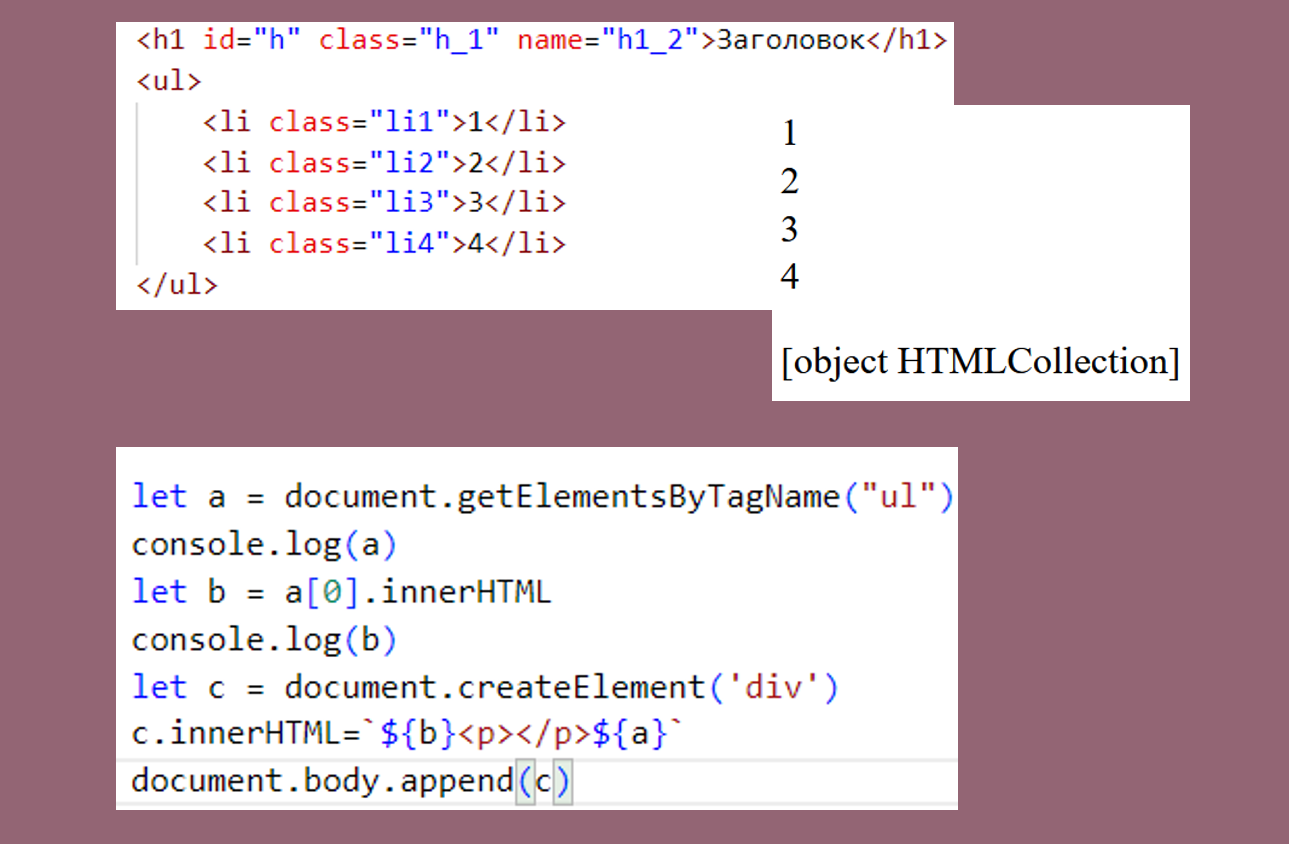 <h1 id="h" class="h_1" name="h1_2">Заголовок</h1>
<ul>
<li class="li1">1</li>
<li class="li2">2</li>
<li class="li3">3</li>
<li class="li4">4</li>
</ul>
1
2
3
4
[object HTMLCollection]
let a = document.getElementsByTagName("ul")
console.log(a)
let b = a[0].innerHTML
console.log(b)
let c = document.createElement('div')
c.innerHTML=`${b}<p></p>${a}`
document.body.append(c)